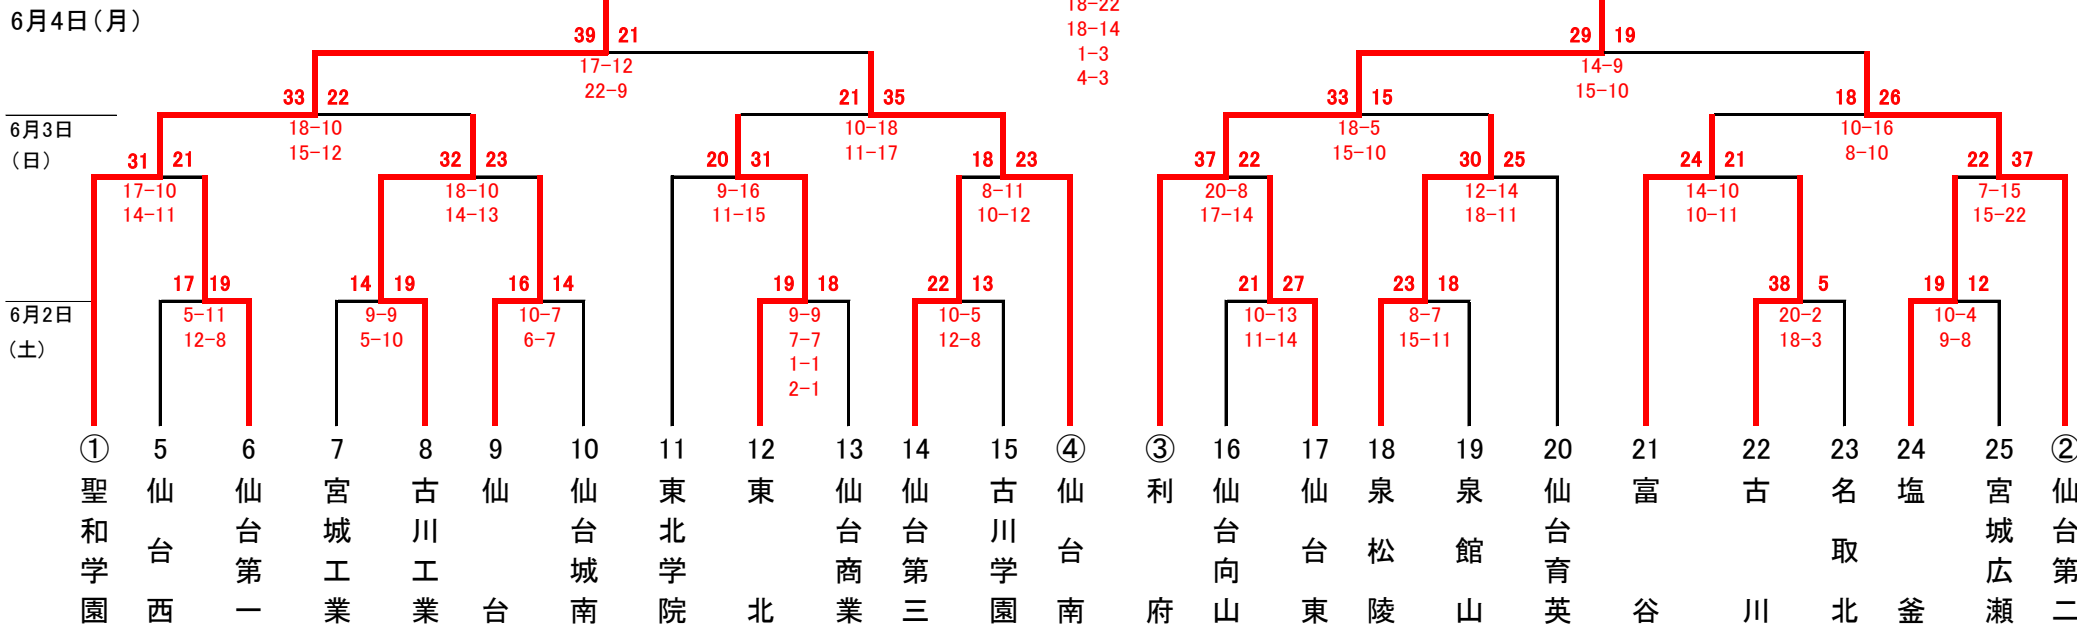 18-22
6月4日(月)
18-14
39 21
29 19
1-3
17-12
14-9
4-3
22-9
15-10
33 22
21 35
33 15
18 26
6月3日
(日)
18-10
10-18
18-5
10-16
15-12
11-17
15-10
8-10
31 21
32 23
20 31
18 23
37 22
30 25
24 21
22 37
17-10
18-10
9-16
8-11
20-8
12-14
14-10
7-15
14-11
14-13
11-15
10-12
17-14
18-11
10-11
15-22
17 19
14 19
16 14
19 18
22 13
21 27
23 18
38 5
19 12
6月2日
(土)
5-11
9-9
10-7
9-9
10-5
10-13
8-7
20-2
10-4
12-8
5-10
6-7
7-7
12-8
11-14
15-11
18-3
9-8
1-1
2-1
① 5 6 7 8 9 10 11 12 13 14 15 ④ ③ 16 17 18 19 20 21 22 23 24 25 ②
聖和学園
仙台西
仙台第一
宮城工業
古川工業
仙台
仙台城南
東北学院
東北
仙台商業
仙台第三
古川学園
仙台南
利府
仙台向山
仙台東
泉松陵
泉館山
仙台育英
富谷
古川
名取北
塩釜
宮城広瀬
仙台第二